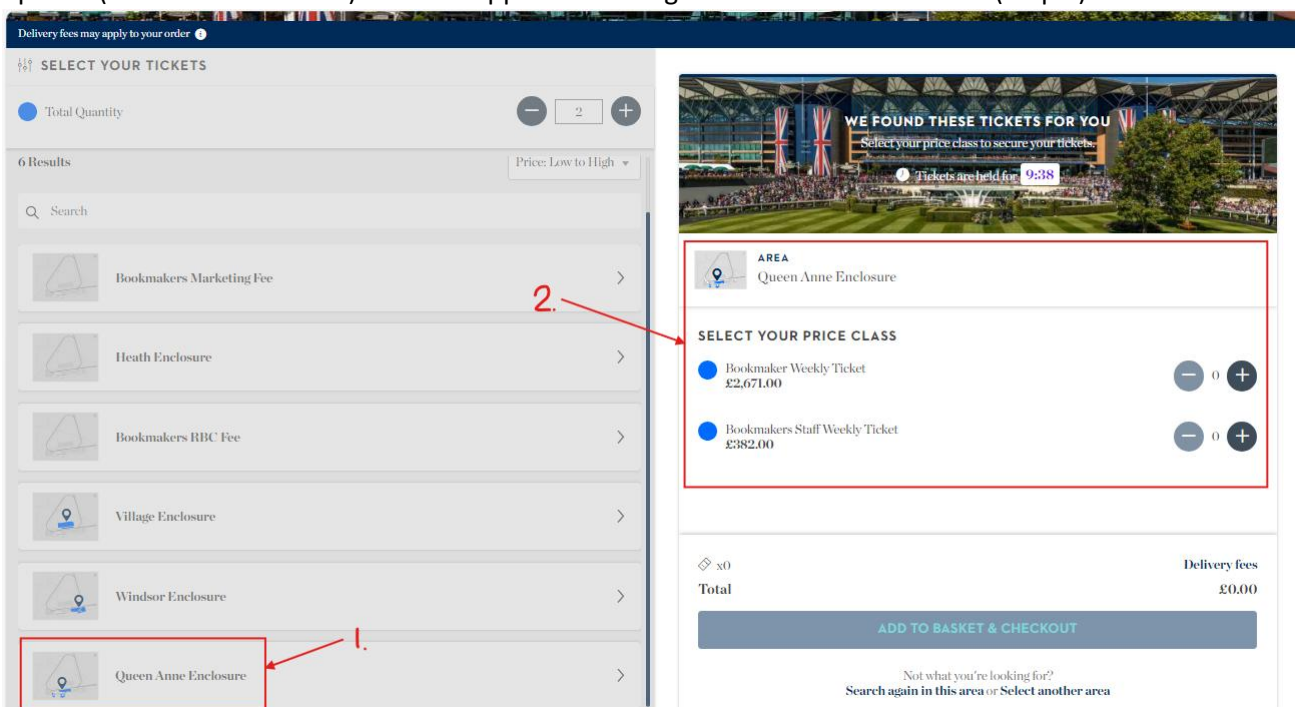 Delivery fees may apply to your order
SELECT YOUR TICKETS
Total Quantity
2
6 Results
Price: Low to High
Search
Bookmakers Marketing Fee
Heath Enclosure
Bookmakers RBC Fee
Village Enclosure
Windsor Enclosure
Queen Anne Enclosure
1.
2.
WE FOUND THESE TICKETS FOR YOU
Select your price class to secure your tickets.
Tickets are held for 9:38
AREA
Queen Anne Enclosure
SELECT YOUR PRICE CLASS
Bookmaker Weekly Ticket
£2,671.00
0
Bookmakers Staff Weekly Ticket
£382.00
0
x0
Delivery fees
Total
£0.00
ADD TO BASKET & CHECKOUT
Not what you're looking for?
Search again in this area or Select another area